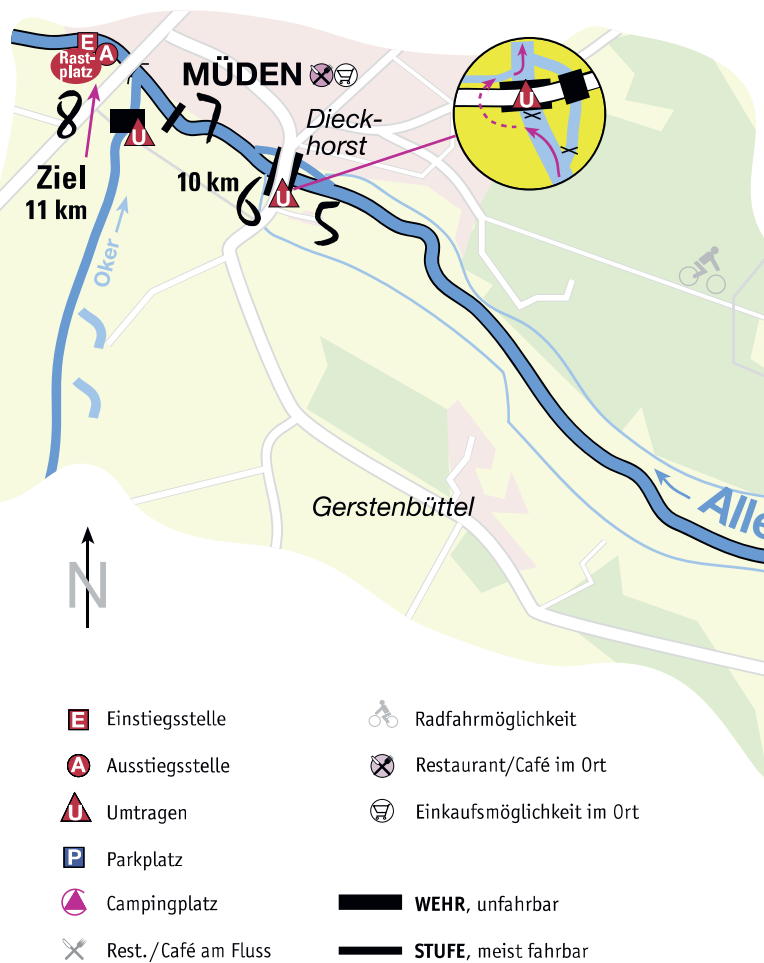 E
A
Rast-
platz
MÜDEN
8
7
Dieck-
horst
U
U
Ziel
11 km
10 km
6
U
5
Oker
Gerstenbüttel
Alle
N
E Einstiegsstelle
A Ausstiegsstelle
U Umtragen
P Parkplatz
Campingplatz
Rest./Café am Fluss
Radfahrmöglichkeit
Restaurant/Café im Ort
Einkaufsmöglichkeit im Ort
WEHR, unfahrbar
STUFE, meist fahrbar